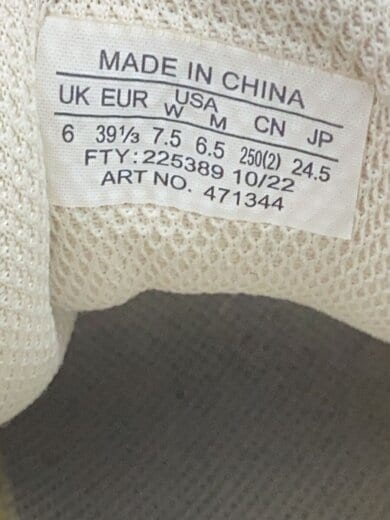 MADE IN CHINA
UK EUR USA W M CN JP
6 39⅓ 7.5 6.5 250(2) 24.5
FTY: 225389 10/22
ART NO. 471344